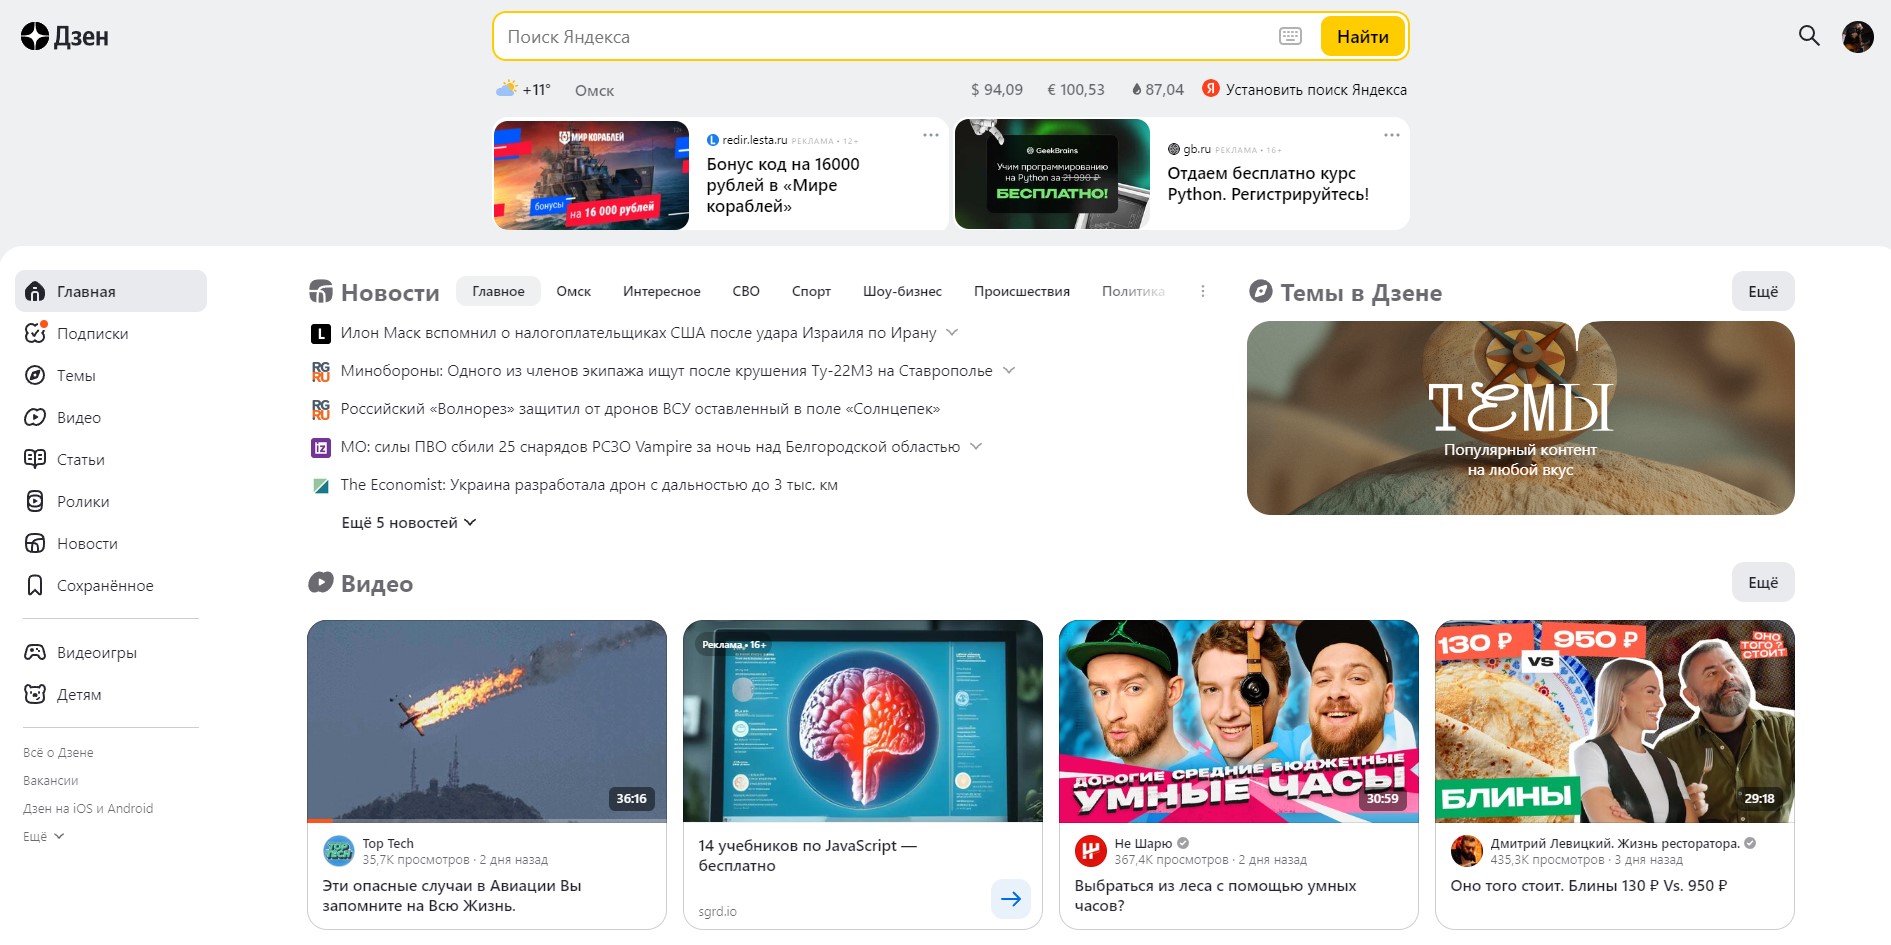 Дзен
Поиск Яндекса
Найти
+11° Омск
$ 94,09 € 100,53 87,04 Я Установить поиск Яндекса
МИР КОРАБЛЕЙ
12+
бонусы
на 16 000 рублей
redir.lesta.ru РЕКЛАМА • 12+
Бонус код на 16000
рублей в «Мире
кораблей»
GeekBrains
Учим программированию
на Python за 21 990 ₽
БЕСПЛАТНО!
gb.ru РЕКЛАМА • 16+
Отдаем бесплатно курс
Python. Регистрируйтесь!
Главная
Подписки
Темы
Видео
Статьи
Ролики
Новости
Сохранённое
Видеоигры
Детям
Всё о Дзене
Вакансии
Дзен на iOS и Android
Ещё
Новости Главное Омск Интересное СВО Спорт Шоу-бизнес Происшествия Политика
L Илон Маск вспомнил о налогоплательщиках США после удара Израиля по Ирану
RG
RU
Минобороны: Одного из членов экипажа ищут после крушения Ту-22М3 на Ставрополье
RG
RU
Российский «Волнорез» защитил от дронов ВСУ оставленный в поле «Солнцепек»
iz МО: силы ПВО сбили 25 снарядов РСЗО Vampire за ночь над Белгородской областью
The Economist: Украина разработала дрон с дальностью до 3 тыс. км
Ещё 5 новостей
Темы в Дзене Ещё
ТЕМЫ
Популярный контент
на любой вкус
Видео Ещё
36:16
TOP
TECH
Top Tech
35,7K просмотров · 2 дня назад
Эти опасные случаи в Авиации Вы
запомните на Всю Жизнь.
Реклама • 16+
14 учебников по JavaScript —
бесплатно
sgrd.io
ДОРОГИЕ СРЕДНИЕ БЮДЖЕТНЫЕ
УМНЫЕ ЧАСЫ
30:59
Не Шарю
367,4K просмотров · 2 дня назад
Выбраться из леса с помощью умных
часов?
130 ₽ VS 950 ₽
ОНО
ТОГО ?
СТОИТ
БЛИНЫ
29:18
Дмитрий Левицкий. Жизнь ресторатора.
435,3K просмотров · 3 дня назад
Оно того стоит. Блины 130 ₽ Vs. 950 ₽